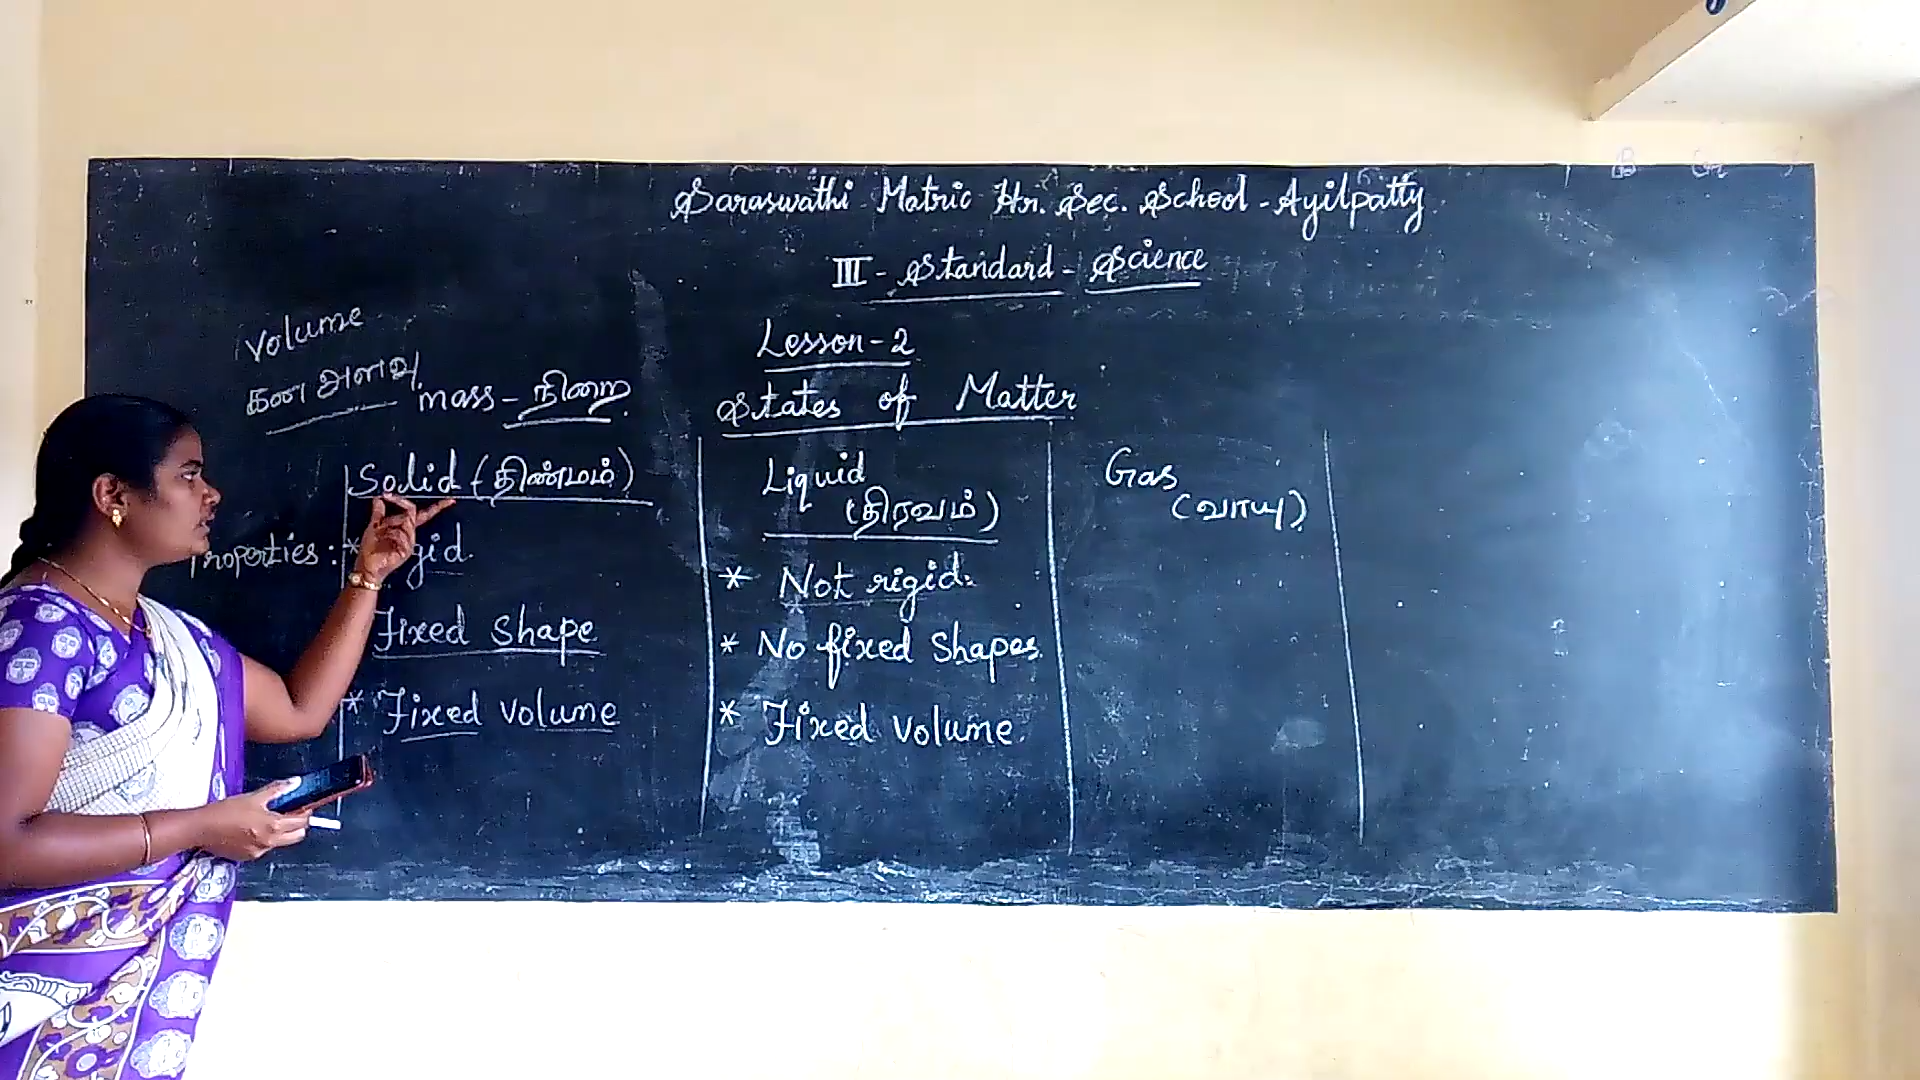 Saraswathi Matric Hr. Sec. School - Ayilpatty
III - Standard - Science
Volume
கன அளவு
mass - நிறை
Lesson - 2
States of Matter
Solid (திண்மம்)
Properties :
*
Fixed Shape
* Fixed Volume
Liquid
(திரவம்)
* Not rigid.
* No fixed Shapes.
* Fixed Volume.
Gas
(வாயு)